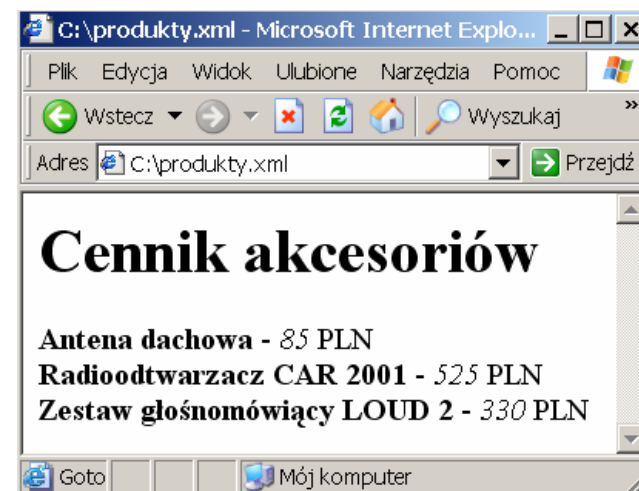 C:\produkty.xml - Microsoft Internet Explo...
Plik Edycja Widok Ulubione Narzędzia Pomoc
Wstecz Wyszukaj »
Adres C:\produkty.xml Przejdź
Cennik akcesoriów
Antena dachowa - 85 PLN
Radioodtwarzacz CAR 2001 - 525 PLN
Zestaw głośnomówiący LOUD 2 - 330 PLN
Goto Mój komputer